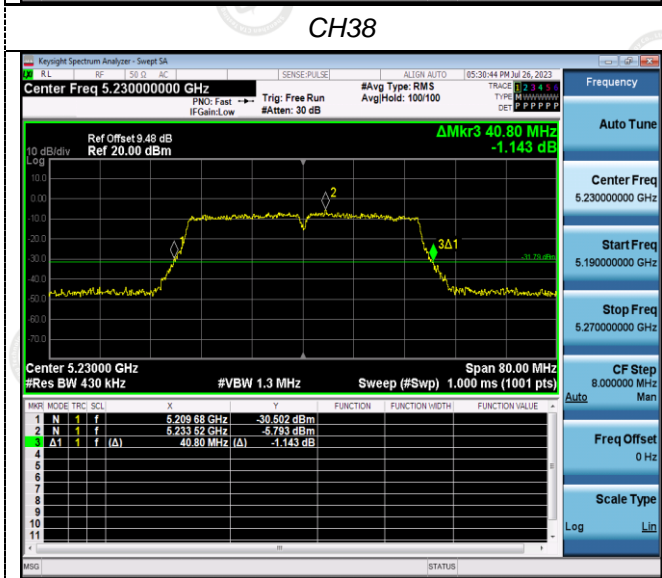 CH38
Keysight Spectrum Analyzer - Swept SA
RL RF 50 Ω AC SENSE:PULSE ALIGN AUTO 05:30:44 PM Jul 26, 2023
Center Freq 5.230000000 GHz #Avg Type: RMS TRACE 1 2 3 4 5 6
PNO: Fast Trig: Free Run Avg|Hold: 100/100 TYPE M WWWWW
IFGain:Low #Atten: 30 dB DET P P P P P P
Ref Offset 9.48 dB ΔMkr3 40.80 MHz
10 dB/div Ref 20.00 dBm -1.143 dB
Log
10.0
0.00
-10.0
-20.0
-30.0
-40.0
-50.0
-60.0
-70.0
1
2
3Δ1
-31.79 dBm
Center 5.23000 GHz Span 80.00 MHz
#Res BW 430 kHz #VBW 1.3 MHz Sweep (#Swp) 1.000 ms (1001 pts)
MKR MODE TRC SCL X Y FUNCTION FUNCTION WIDTH FUNCTION VALUE
1 N 1 f 5.209 68 GHz -30.502 dBm
2 N 1 f 5.233 52 GHz -5.793 dBm
3 Δ1 1 f (Δ) 40.80 MHz (Δ) -1.143 dB
4
5
6
7
8
9
10
11
MSG STATUS
Frequency
Auto Tune
Center Freq
5.230000000 GHz
Start Freq
5.190000000 GHz
Stop Freq
5.270000000 GHz
CF Step
8.000000 MHz
Auto Man
Freq Offset
0 Hz
Scale Type
Log Lin